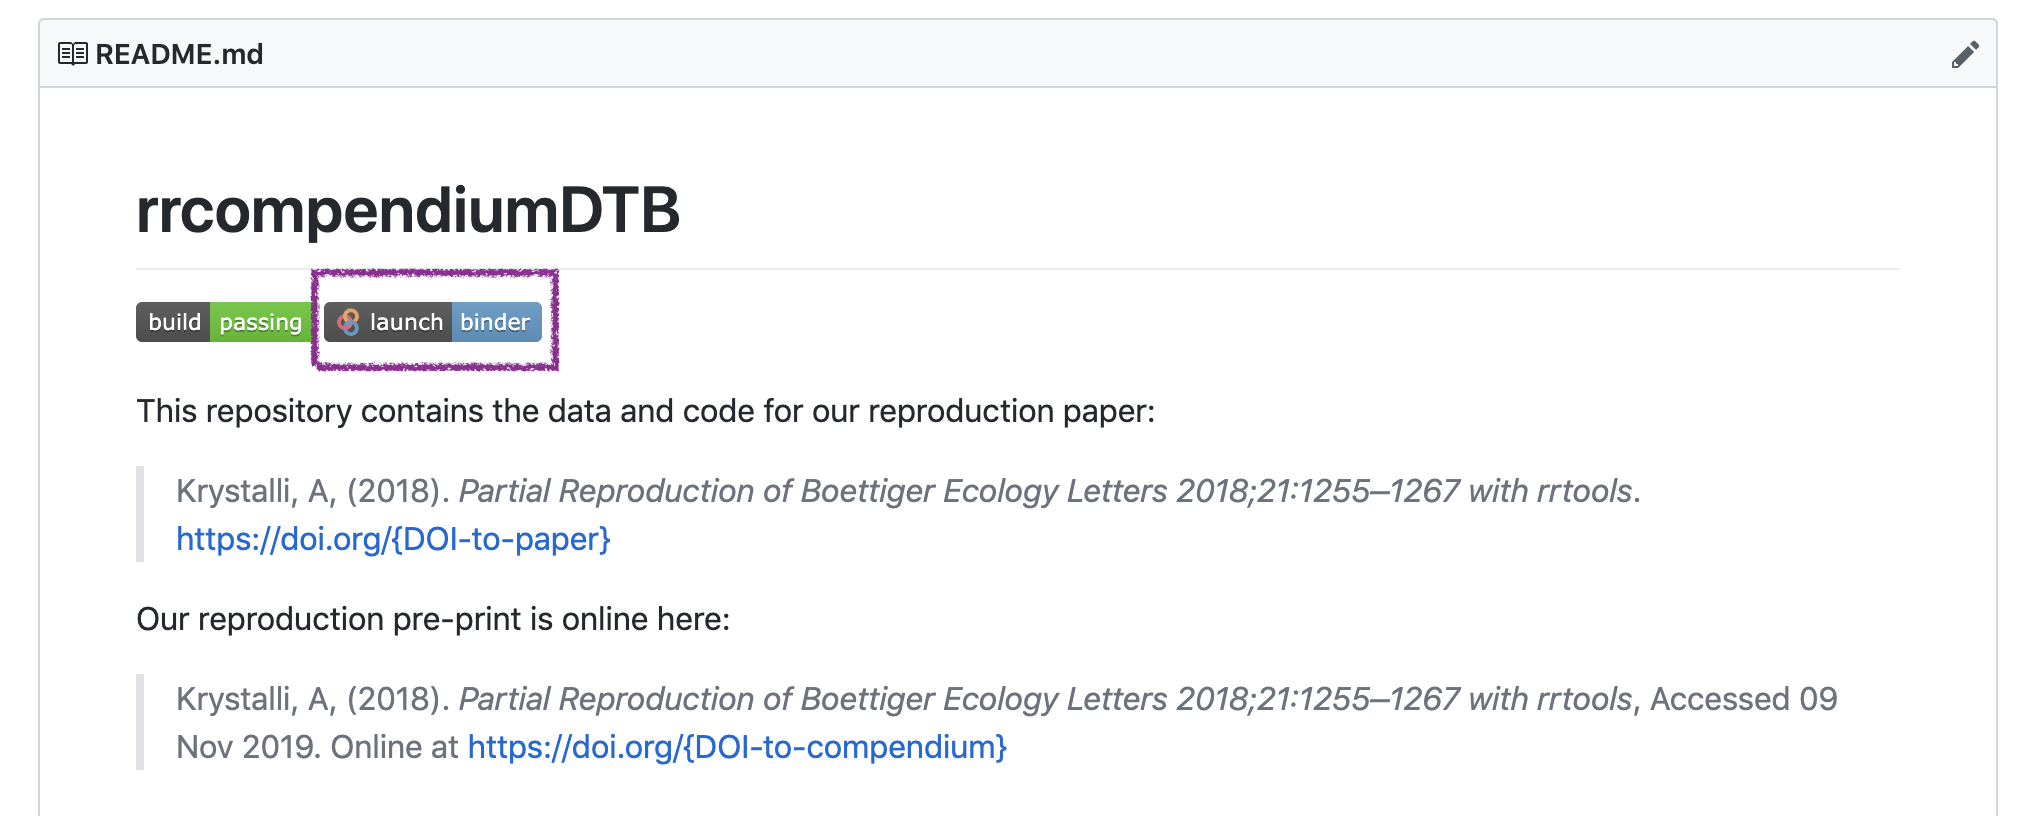 README.md
rrcompendiumDTB
build passing launch binder
This repository contains the data and code for our reproduction paper:
Krystalli, A, (2018). Partial Reproduction of Boettiger Ecology Letters 2018;21:1255–1267 with rrtools.
https://doi.org/{DOI-to-paper}
Our reproduction pre-print is online here:
Krystalli, A, (2018). Partial Reproduction of Boettiger Ecology Letters 2018;21:1255–1267 with rrtools, Accessed 09
Nov 2019. Online at https://doi.org/{DOI-to-compendium}